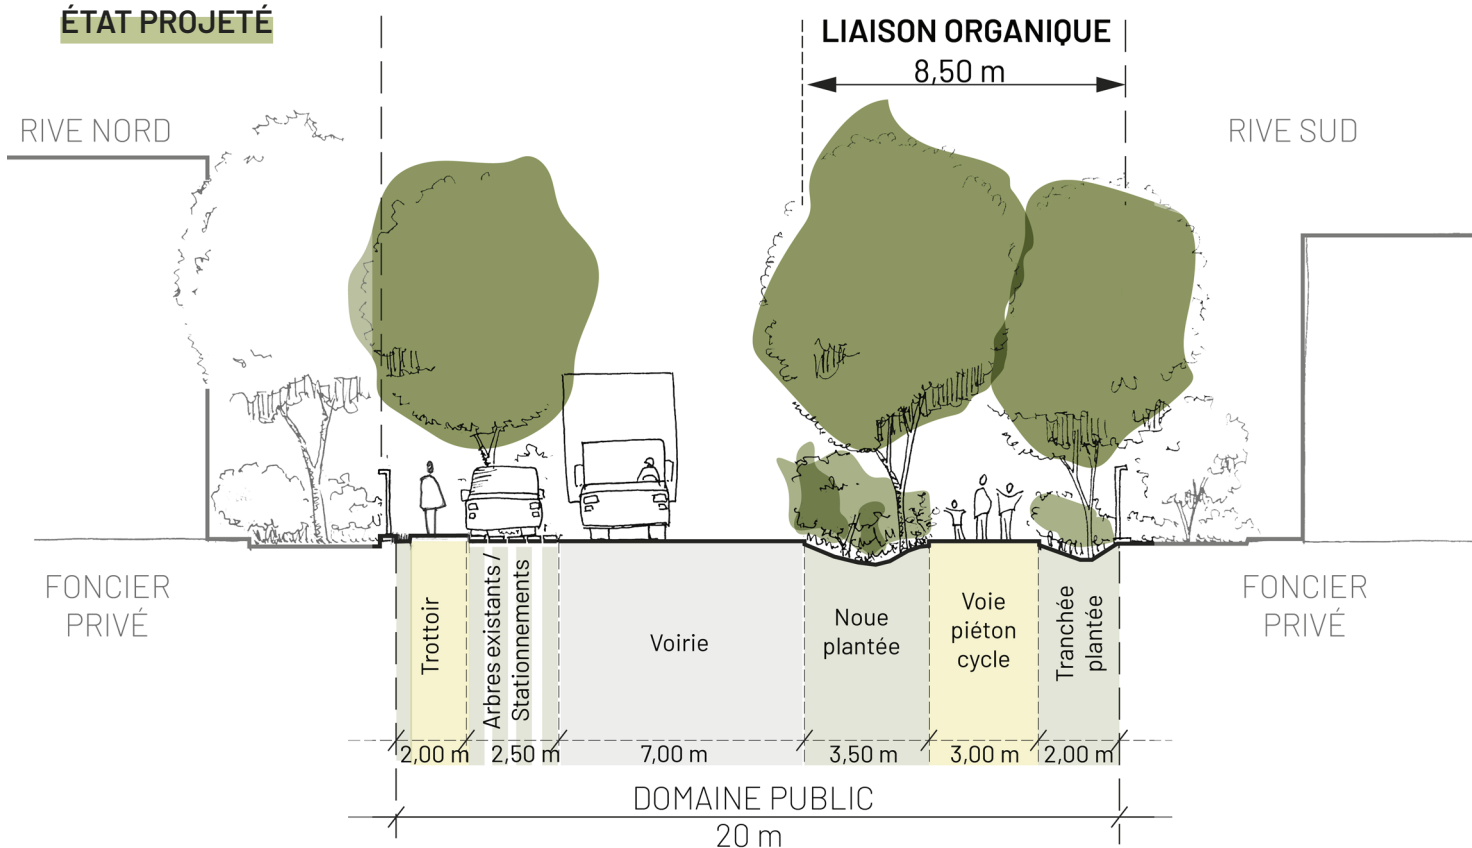 ÉTAT PROJETÉ
LIAISON ORGANIQUE
8,50 m
RIVE NORD
RIVE SUD
FONCIER
PRIVÉ
Trottoir
Arbres existants /
Stationnements
Voirie
Noue
plantée
Voie
piéton
cycle
Tranchée
plantée
FONCIER
PRIVÉ
2,00 m
2,50 m
7,00 m
3,50 m
3,00 m
2,00 m
DOMAINE PUBLIC
20 m